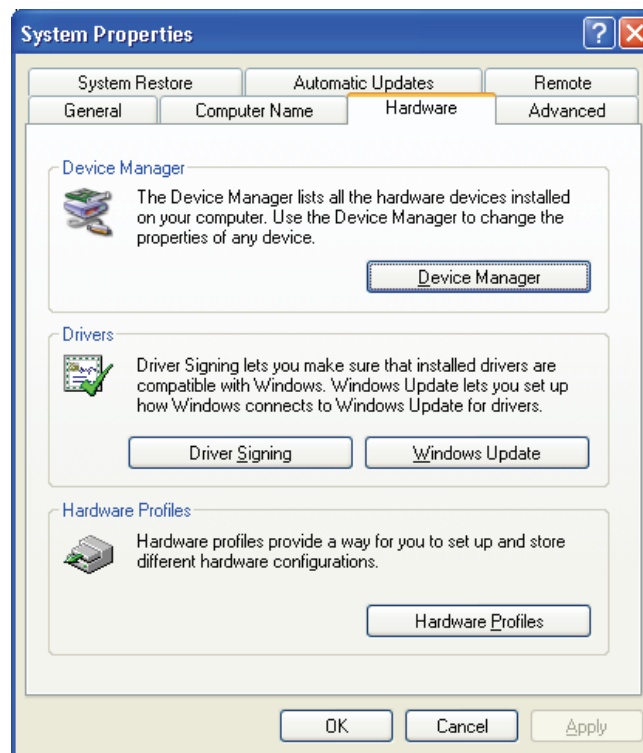 System Properties
System Restore
Automatic Updates
Remote
General
Computer Name
Hardware
Advanced
Device Manager
The Device Manager lists all the hardware devices installed
on your computer. Use the Device Manager to change the
properties of any device.
Device Manager
Drivers
Driver Signing lets you make sure that installed drivers are
compatible with Windows. Windows Update lets you set up
how Windows connects to Windows Update for drivers.
Driver Signing
Windows Update
Hardware Profiles
Hardware profiles provide a way for you to set up and store
different hardware configurations.
Hardware Profiles
OK
Cancel
Apply